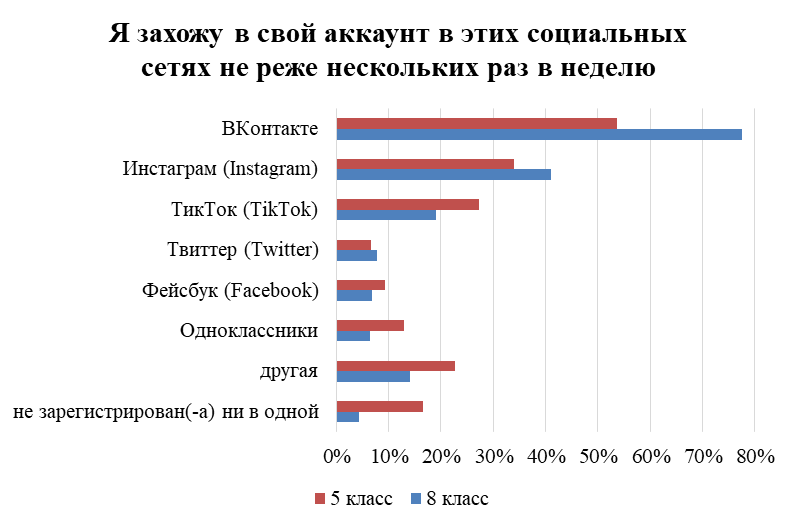 Я захожу в свой аккаунт в этих социальных
сетях не реже нескольких раз в неделю
ВКонтакте
Инстаграм (Instagram)
ТикТок (TikTok)
Твиттер (Twitter)
Фейсбук (Facebook)
Одноклассники
другая
не зарегистрирован(-а) ни в одной
0% 10% 20% 30% 40% 50% 60% 70% 80%
5 класс 8 класс